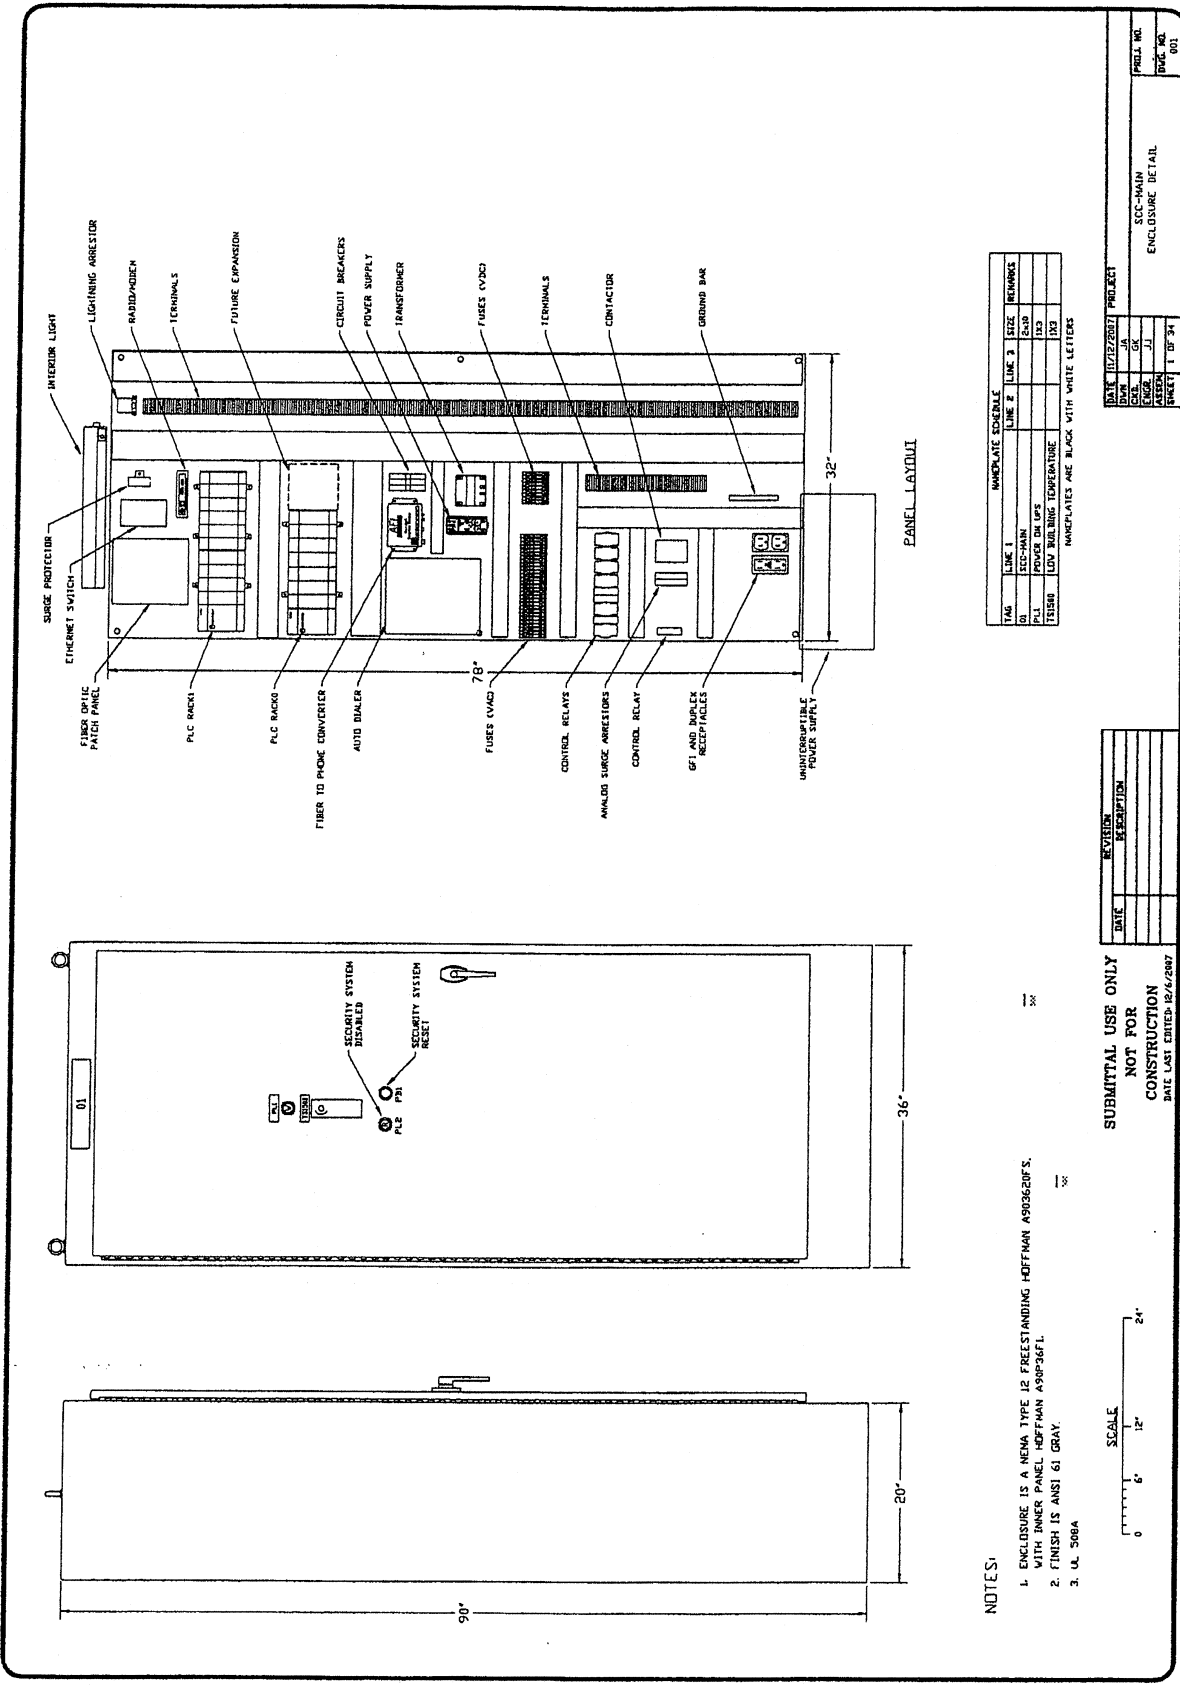 INTERIOR LIGHT
LIGHTNING ARRESTOR
RADIO/MODEM
TERMINALS
FUTURE EXPANSION
CIRCUIT BREAKERS
POWER SUPPLY
TRANSFORMER
FUSES (VDC)
TERMINALS
CONTACTOR
GROUND BAR
SURGE PROTECTOR
ETHERNET SWITCH
FIBER OPTIC
PATCH PANEL
PLC RACK1
PLC RACK0
FIBER TO PHONE CONVERTER
AUTO DIALER
FUSES (VAC)
CONTROL RELAYS
ANALOG SURGE ARRESTORS
CONTROL RELAY
GFI AND DUPLEX
RECEPTACLES
UNINTERRUPTIBLE
POWER SUPPLY
78"
32"
PANEL LAYOUT
01
PL1
TS1580
SECURITY SYSTEM
DISABLED
SECURITY SYSTEM
RESET
PL2
PB1
36"
90"
20"
NAMEPLATE SCHEDULE
TAG LINE 1 LINE 2 LINE 3 SIZE REMARKS
01 SCC-MAIN 2x10
PL1 POWER ON UPS 1X3
TS1580 LOW BUILDING TEMPERATURE 1X3
NAMEPLATES ARE BLACK WITH WHITE LETTERS
NOTES:
1. ENCLOSURE IS A NEMA TYPE 12 FREESTANDING HOFFMAN A903620FS.
WITH INNER PANEL HOFFMAN A90P36F1.
2. FINISH IS ANSI 61 GRAY.
3. UL 508A
SCALE
0 6" 12" 24"
SUBMITTAL USE ONLY
NOT FOR
CONSTRUCTION
DATE LAST EDITED: 12/6/2007
REVISION
DATE DESCRIPTION
DATE 11/12/2007
DWN JA
CKD. GK
ENGR. JJ
ASSEM.
SHEET 1 OF 34
PROJECT
SCC-MAIN
ENCLOSURE DETAIL
PROJ. NO.
DWG. NO.
001